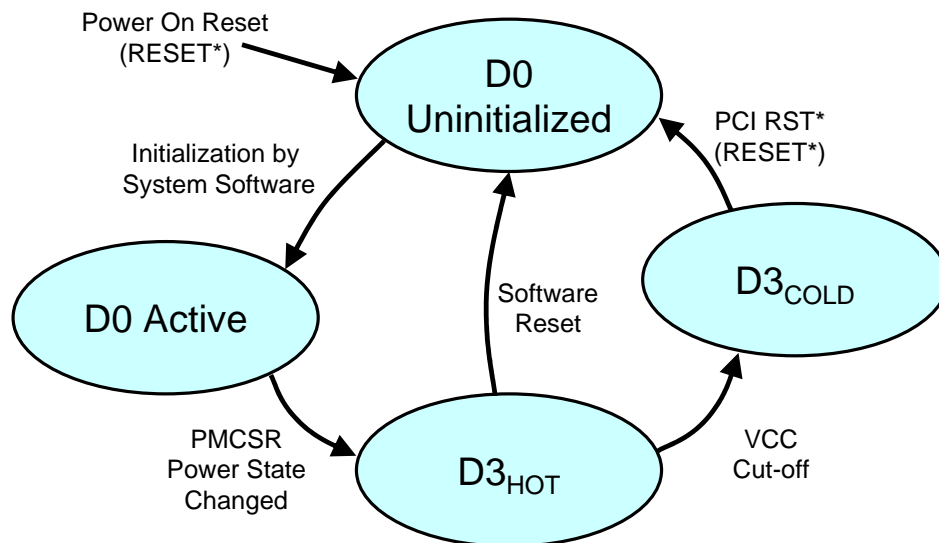 Power On Reset
(RESET*)
D0
Uninitialized
PCI RST*
(RESET*)
Initialization by
System Software
D0 Active
Software
Reset
D3COLD
PMCSR
Power State
Changed
D3HOT
VCC
Cut-off